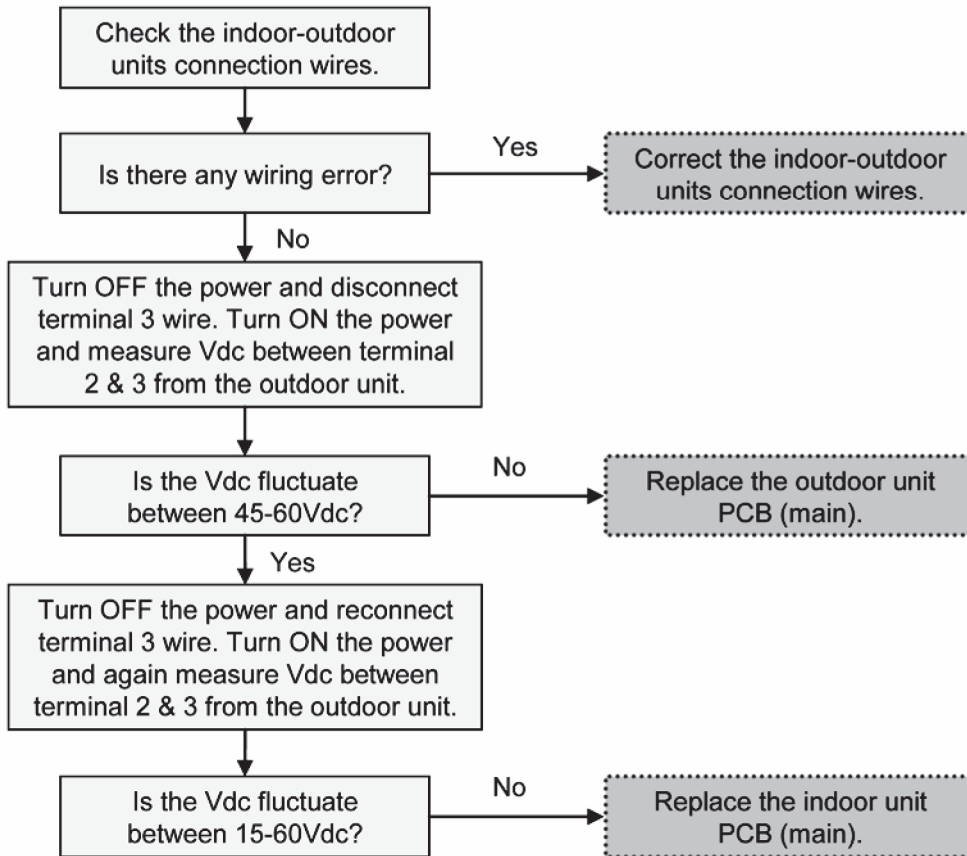 Check the indoor-outdoor
units connection wires.
Is there any wiring error?
Yes
Correct the indoor-outdoor
units connection wires.
No
Turn OFF the power and disconnect
terminal 3 wire. Turn ON the power
and measure Vdc between terminal
2 & 3 from the outdoor unit.
Is the Vdc fluctuate
between 45-60Vdc?
No
Replace the outdoor unit
PCB (main).
Yes
Turn OFF the power and reconnect
terminal 3 wire. Turn ON the power
and again measure Vdc between
terminal 2 & 3 from the outdoor unit.
Is the Vdc fluctuate
between 15-60Vdc?
No
Replace the indoor unit
PCB (main).